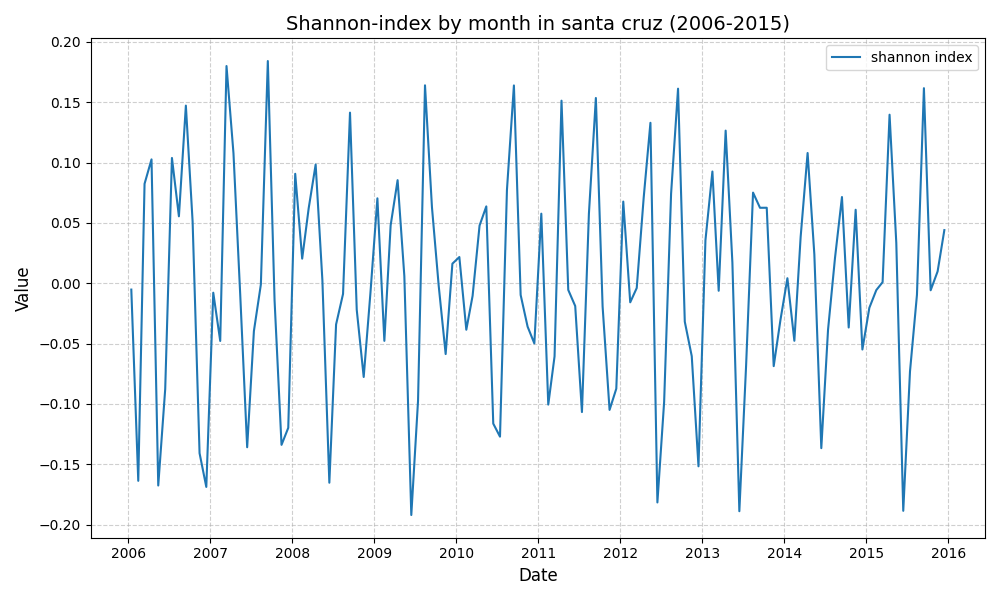 Shannon-index by month in santa cruz (2006-2015)
shannon index
Value
0.20
0.15
0.10
0.05
0.00
−0.05
−0.10
−0.15
−0.20
2006 2007 2008 2009 2010 2011 2012 2013 2014 2015 2016
Date